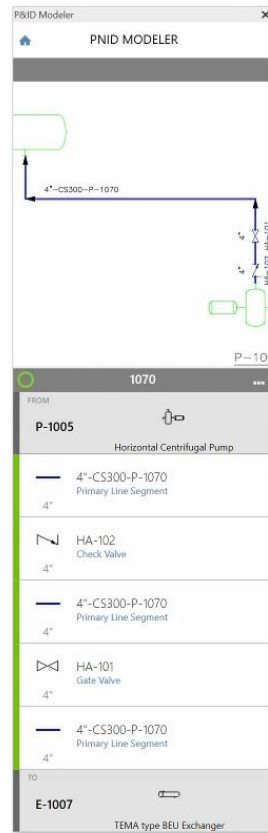 P&ID Modeler
PNID MODELER
4"-CS300-P-1070
4"
4"
P-10
1070
FROM
P-1005
Horizontal Centrifugal Pump
4"-CS300-P-1070
Primary Line Segment
4"
HA-102
Check Valve
4"
4"-CS300-P-1070
Primary Line Segment
4"
HA-101
Gate Valve
4"
4"-CS300-P-1070
Primary Line Segment
4"
TO
E-1007
TEMA type BEU Exchanger